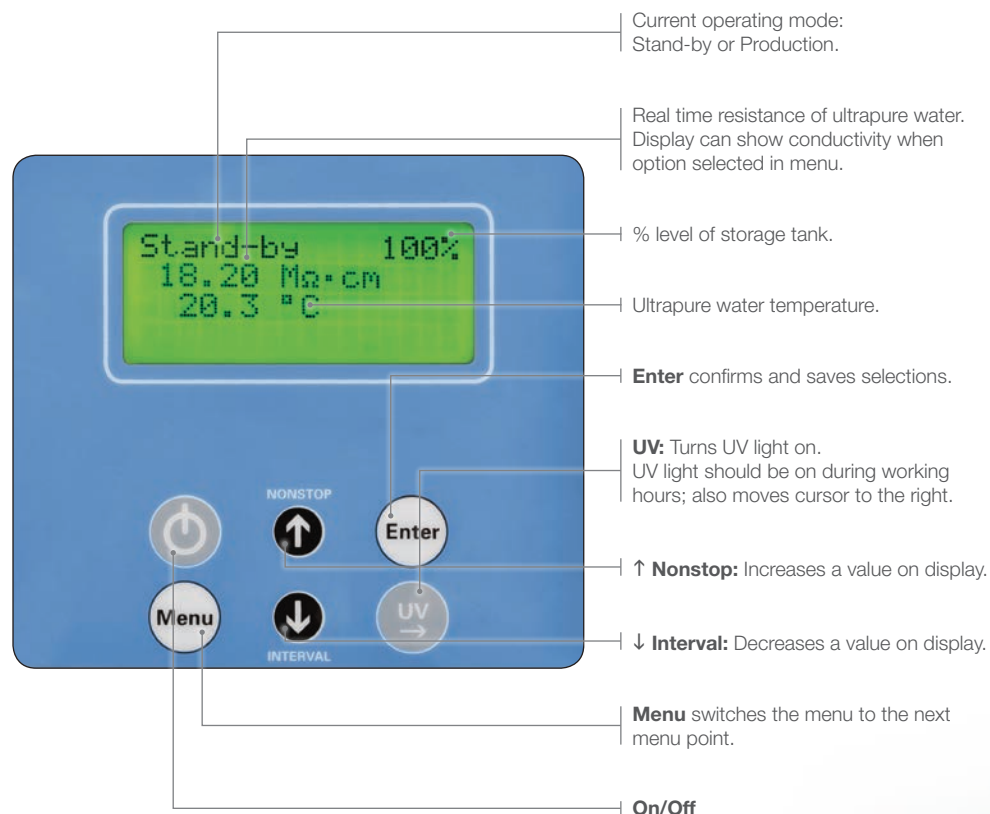 Current operating mode:
Stand-by or Production.
Real time resistance of ultrapure water.
Display can show conductivity when
option selected in menu.
Stand-by 100%
18.20 MΩ·cm
20.3 °C
% level of storage tank.
Ultrapure water temperature.
Enter confirms and saves selections.
UV: Turns UV light on.
UV light should be on during working
hours; also moves cursor to the right.
NONSTOP
↑
Enter
↑ Nonstop: Increases a value on display.
Menu
↓
UV
→
INTERVAL
↓ Interval: Decreases a value on display.
Menu switches the menu to the next
menu point.
On/Off